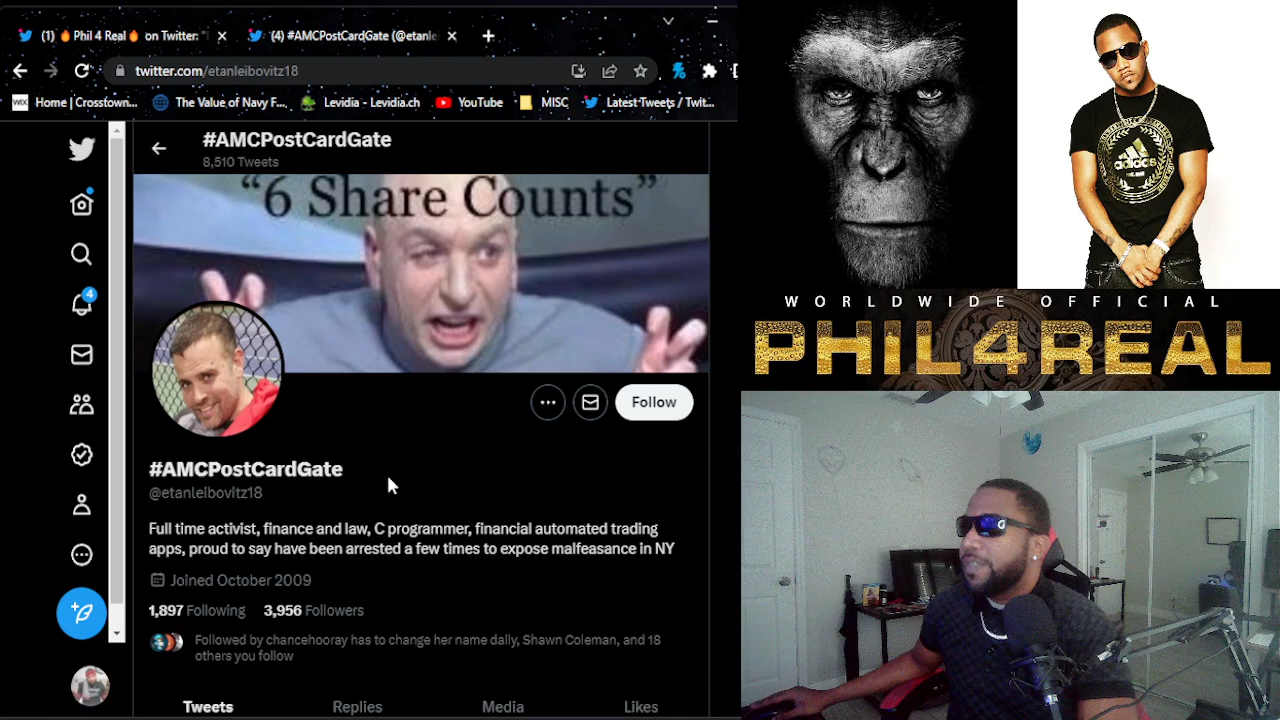 (1) 🔥 Phil 4 Real 🔥 on Twitter: "
(4) #AMCPostCardGate (@etanle
twitter.com/etanleibovitz18
WIX Home | Crosstown...
The Value of Navy F...
Levidia - Levidia.ch
YouTube
MISC
Latest Tweets / Twit...
#AMCPostCardGate
8,510 Tweets
“6 Share Counts”
4
Follow
#AMCPostCardGate
@etanleibovitz18
Full time activist, finance and law, C programmer, financial automated trading
apps, proud to say have been arrested a few times to expose malfeasance in NY
Joined October 2009
1,897 Following 3,956 Followers
Followed by chancehooray has to change her name daily, Shawn Coleman, and 18
others you follow
Tweets Replies Media Likes
adidas
WORLDWIDE OFFICIAL
PHIL4REAL